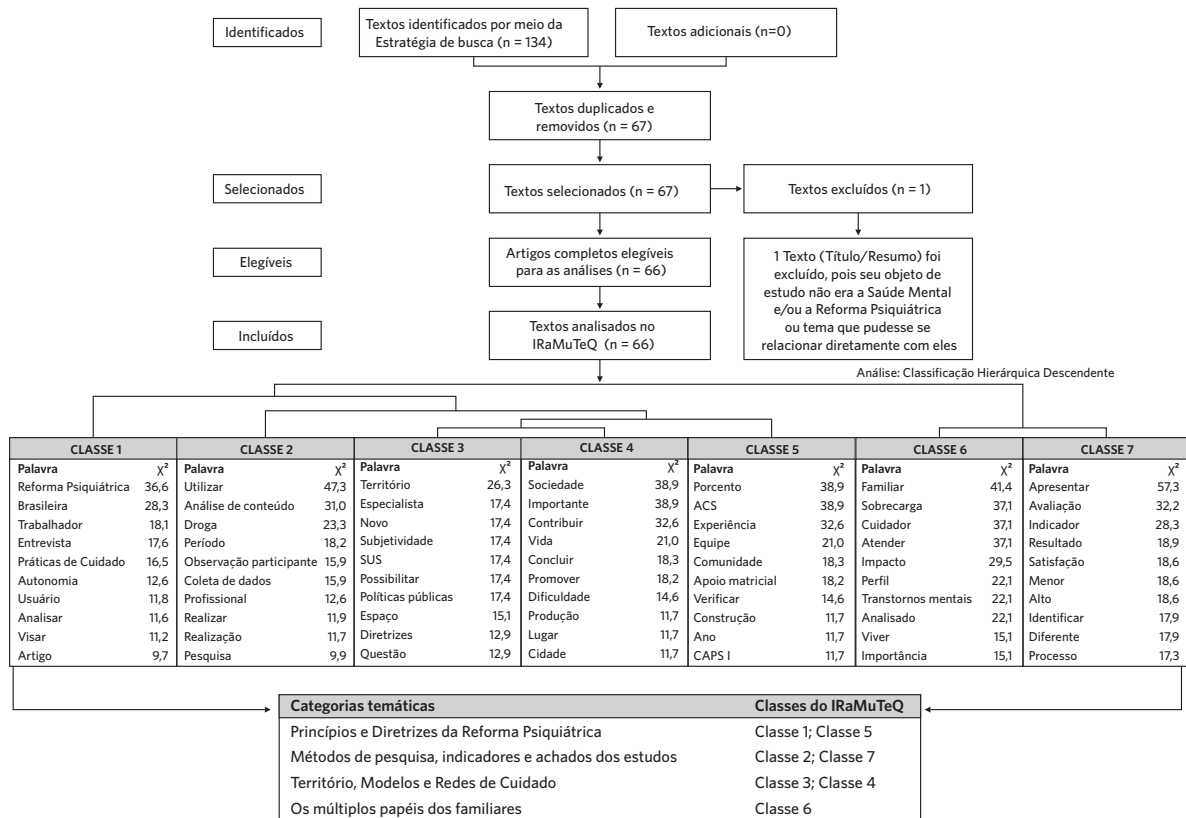 Identificados
Textos identificados por meio da
Estratégia de busca (n = 134)
Textos adicionais (n=0)
Textos duplicados e
removidos (n = 67)
Selecionados
Textos selecionados (n = 67)
Textos excluídos (n = 1)
Elegíveis
Artigos completos elegíveis
para as análises (n = 66)
1 Texto (Título/Resumo) foi
excluído, pois seu objeto de
estudo não era a Saúde Mental
e/ou a Reforma Psiquiátrica
ou tema que pudesse se
relacionar diretamente com eles
Incluídos
Textos analisados no
IRaMuTeQ (n = 66)
Análise: Classificação Hierárquica Descendente
CLASSE 1
Palavra χ²
Reforma Psiquiátrica 36,6
Brasileira 28,3
Trabalhador 18,1
Entrevista 17,6
Práticas de Cuidado 16,5
Autonomia 12,6
Usuário 11,8
Analisar 11,6
Visar 11,2
Artigo 9,7
CLASSE 2
Palavra χ²
Utilizar 47,3
Análise de conteúdo 31,0
Droga 23,3
Período 18,2
Observação participante 15,9
Coleta de dados 15,9
Profissional 12,6
Realizar 11,9
Realização 11,7
Pesquisa 9,9
CLASSE 3
Palavra χ²
Território 26,3
Especialista 17,4
Novo 17,4
Subjetividade 17,4
SUS 17,4
Possibilitar 17,4
Políticas públicas 17,4
Espaço 15,1
Diretrizes 12,9
Questão 12,9
CLASSE 4
Palavra χ²
Sociedade 38,9
Importante 38,9
Contribuir 32,6
Vida 21,0
Concluir 18,3
Promover 18,2
Dificuldade 14,6
Produção 11,7
Lugar 11,7
Cidade 11,7
CLASSE 5
Palavra χ²
Porcento 38,9
ACS 38,9
Experiência 32,6
Equipe 21,0
Comunidade 18,3
Apoio matricial 18,2
Verificar 14,6
Construção 11,7
Ano 11,7
CAPS I 11,7
CLASSE 6
Palavra χ²
Familiar 41,4
Sobrecarga 37,1
Cuidador 37,1
Atender 37,1
Impacto 29,5
Perfil 22,1
Transtornos mentais 22,1
Analisado 22,1
Viver 15,1
Importância 15,1
CLASSE 7
Palavra χ²
Apresentar 57,3
Avaliação 32,2
Indicador 28,3
Resultado 18,9
Satisfação 18,6
Menor 18,6
Alto 18,6
Identificar 17,9
Diferente 17,9
Processo 17,3
Categorias temáticas Classes do IRaMuTeQ
Princípios e Diretrizes da Reforma Psiquiátrica Classe 1; Classe 5
Métodos de pesquisa, indicadores e achados dos estudos Classe 2; Classe 7
Território, Modelos e Redes de Cuidado Classe 3; Classe 4
Os múltiplos papéis dos familiares Classe 6